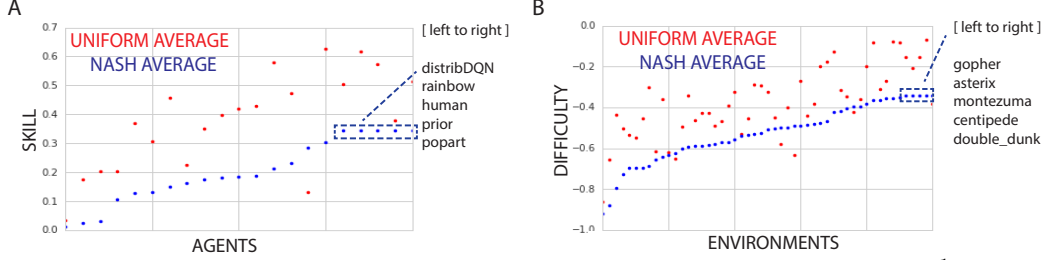 A
0.7
0.6
0.5
0.4
0.3
0.2
0.1
0.0
SKILL
UNIFORM AVERAGE
NASH AVERAGE
[ left to right ]
distribDQN
rainbow
human
prior
popart
AGENTS
B
0.0
−0.2
−0.4
−0.6
−0.8
−1.0
DIFFICULTY
UNIFORM AVERAGE
NASH AVERAGE
[ left to right ]
gopher
asterix
montezuma
centipede
double_dunk
ENVIRONMENTS